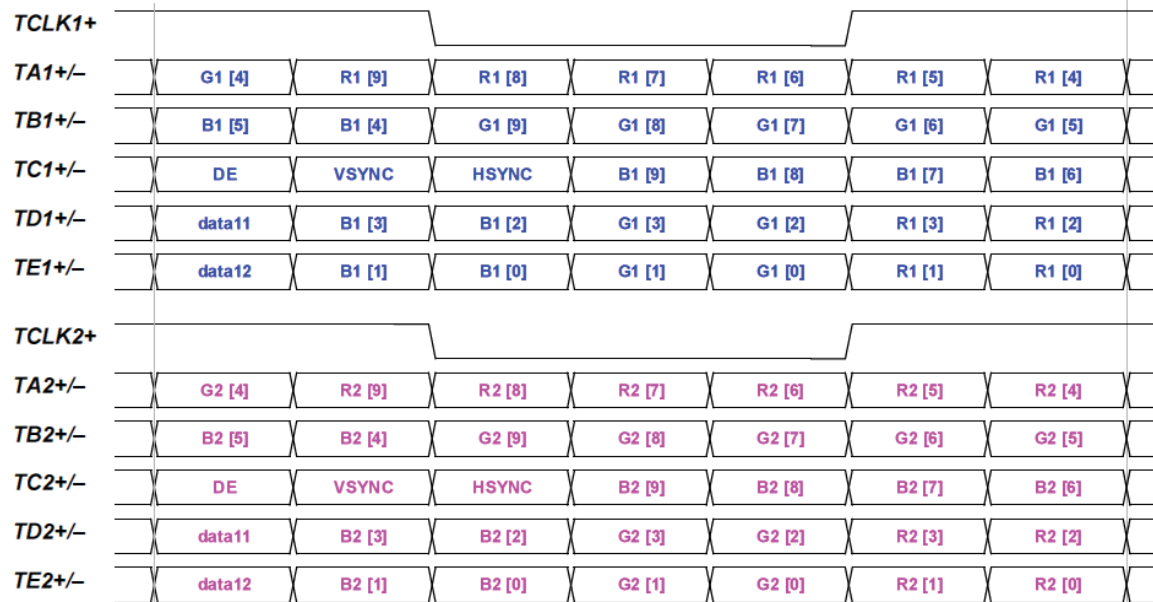 TCLK1+
TA1+/– G1 [4] R1 [9] R1 [8] R1 [7] R1 [6] R1 [5] R1 [4]
TB1+/– B1 [5] B1 [4] G1 [9] G1 [8] G1 [7] G1 [6] G1 [5]
TC1+/– DE VSYNC HSYNC B1 [9] B1 [8] B1 [7] B1 [6]
TD1+/– data11 B1 [3] B1 [2] G1 [3] G1 [2] R1 [3] R1 [2]
TE1+/– data12 B1 [1] B1 [0] G1 [1] G1 [0] R1 [1] R1 [0]
TCLK2+
TA2+/– G2 [4] R2 [9] R2 [8] R2 [7] R2 [6] R2 [5] R2 [4]
TB2+/– B2 [5] B2 [4] G2 [9] G2 [8] G2 [7] G2 [6] G2 [5]
TC2+/– DE VSYNC HSYNC B2 [9] B2 [8] B2 [7] B2 [6]
TD2+/– data11 B2 [3] B2 [2] G2 [3] G2 [2] R2 [3] R2 [2]
TE2+/– data12 B2 [1] B2 [0] G2 [1] G2 [0] R2 [1] R2 [0]